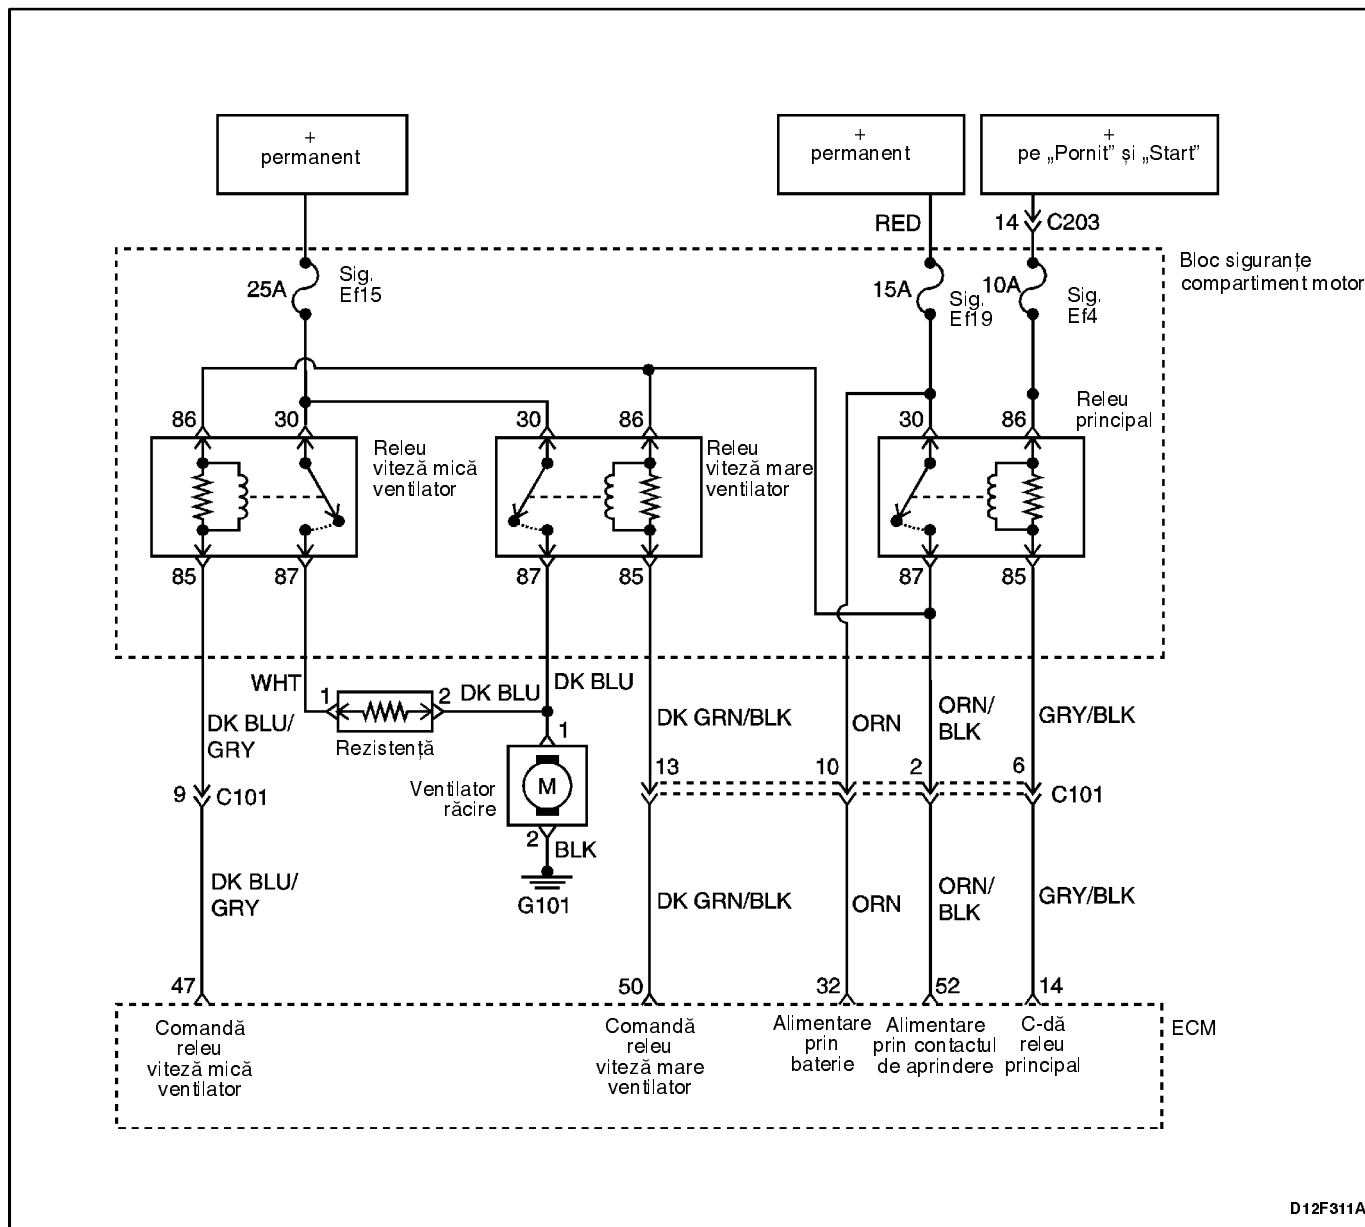 +
permanent
+
permanent
+
pe „Pornit” și „Start”
RED
14
C203
Bloc siguranțe
compartiment motor
25A
Sig.
Ef15
15A
Sig.
Ef19
10A
Sig.
Ef4
86
30
30
86
30
86
Releu
viteză mică
ventilator
Releu
viteză mare
ventilator
Releu
principal
85
87
87
85
87
85
WHT
1
2
DK BLU
DK BLU
Rezistență
DK BLU/
GRY
DK GRN/BLK
ORN
ORN/
BLK
GRY/BLK
1
M
Ventilator
răcire
2
BLK
G101
9
C101
13
10
2
6
C101
DK BLU/
GRY
DK GRN/BLK
ORN
ORN/
BLK
GRY/BLK
47
50
32
52
14
Comandă
releu
viteză mică
ventilator
Comandă
releu
viteză mare
ventilator
Alimentare
prin
baterie
Alimentare
prin contactul
de aprindere
C-dă
releu
principal
ECM
D12F311A